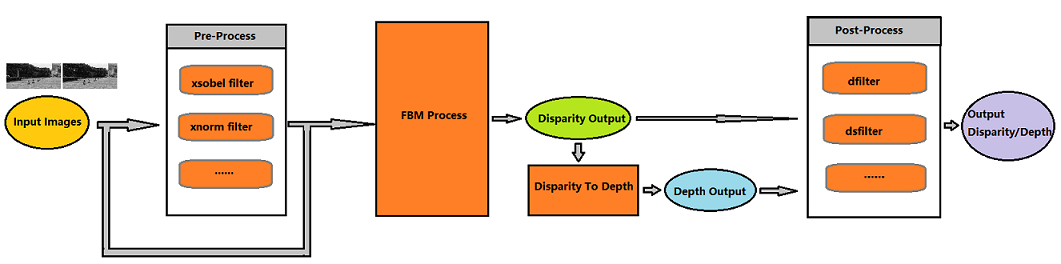 Pre-Process
xsobel filter
xnorm filter
......
Input Images
FBM Process
Disparity Output
Disparity To Depth
Depth Output
Post-Process
dfilter
dsfilter
......
Output
Disparity/Depth